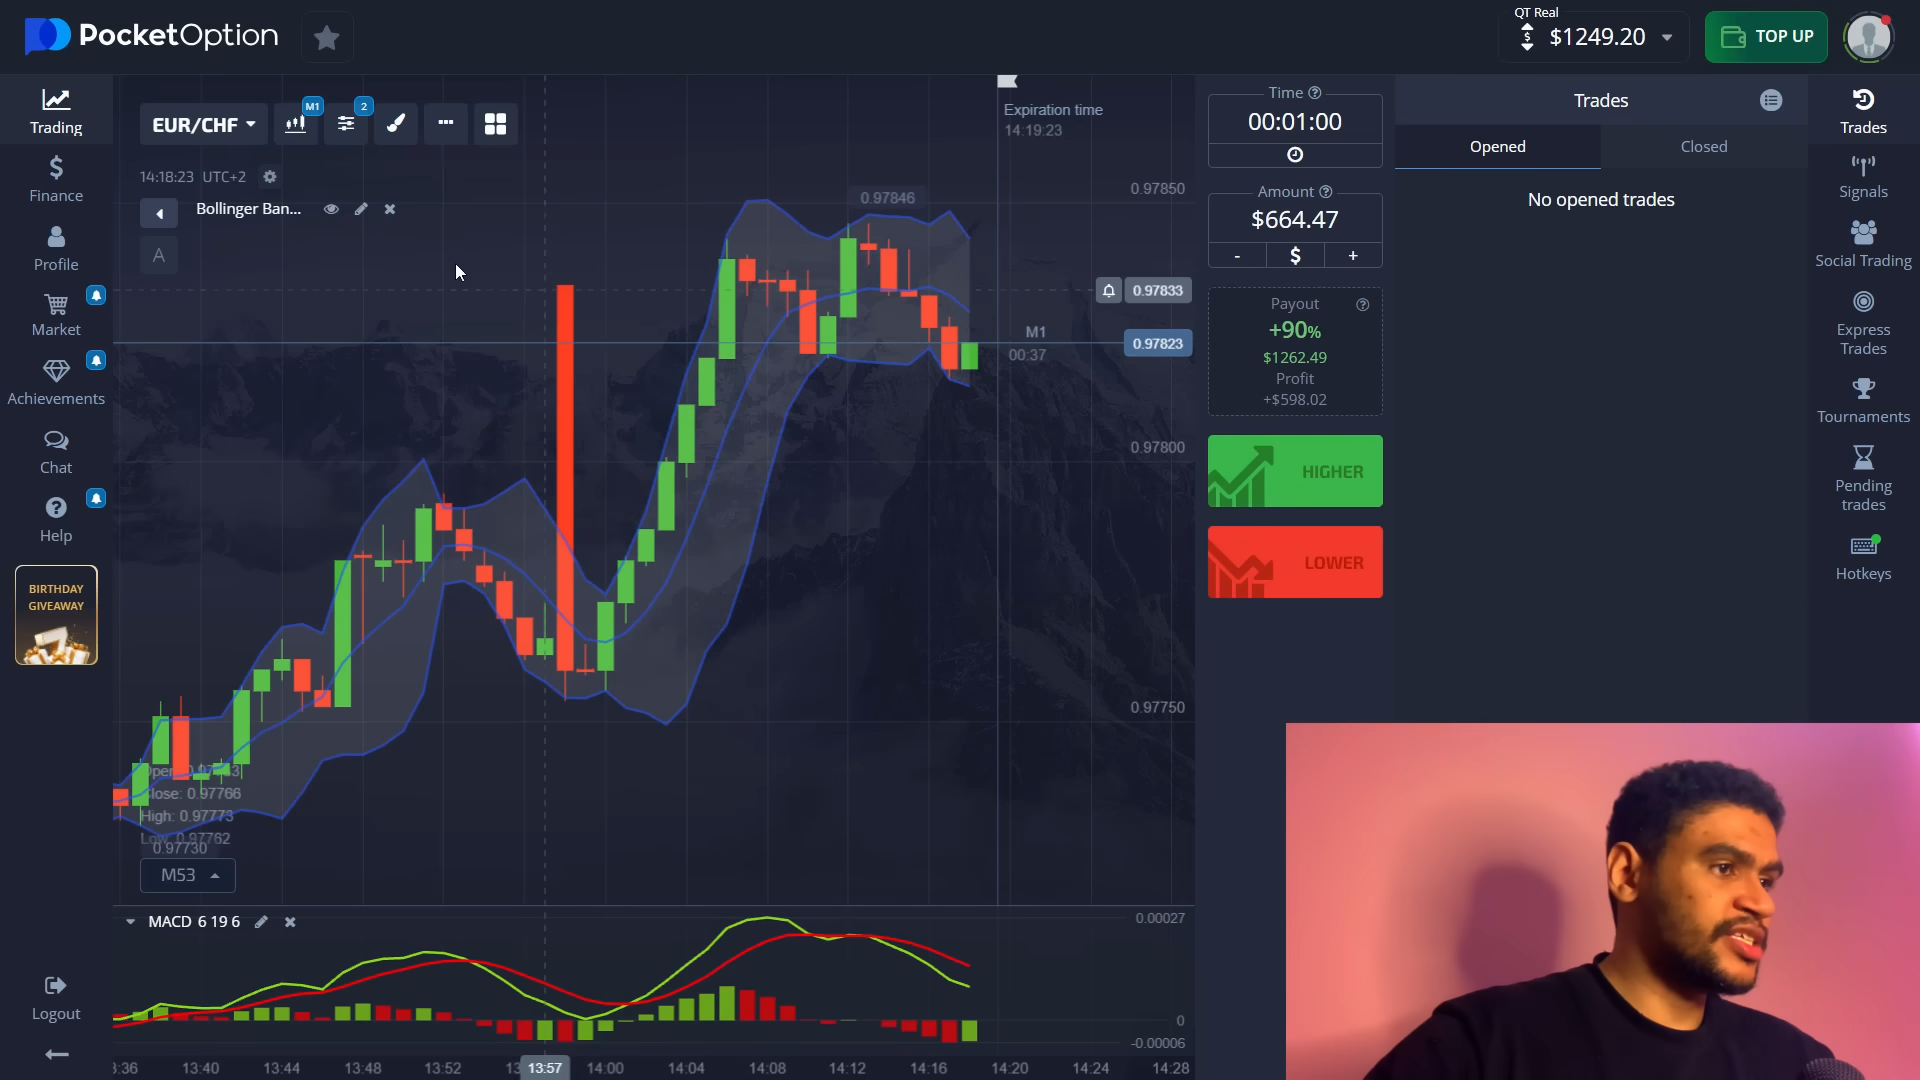 PocketOption
QT Real
$1249.20
TOP UP
Trading
Finance
Profile
Market
Achievements
Chat
Help
BIRTHDAY
GIVEAWAY
Logout
EUR/CHF
M1
2
14:18:23 UTC+2
Bollinger Ban...
A
Expiration time
14:19:23
0.97850
0.97846
0.97833
M1
00:37
0.97823
0.97800
0.97750
Close: 0.97766
High: 0.97773
Low: 0.97762
0.97730
M53
MACD 6 19 6
0.00027
0
-0.00006
13:40
13:44
13:48
13:52
13:57
14:00
14:04
14:08
14:12
14:16
14:20
14:24
14:28
Time
00:01:00
Amount
$664.47
-
$
+
Payout
+90%
$1262.49
Profit
+$598.02
HIGHER
LOWER
Trades
Opened
Closed
No opened trades
Trades
Signals
Social Trading
Express
Trades
Tournaments
Pending
trades
Hotkeys